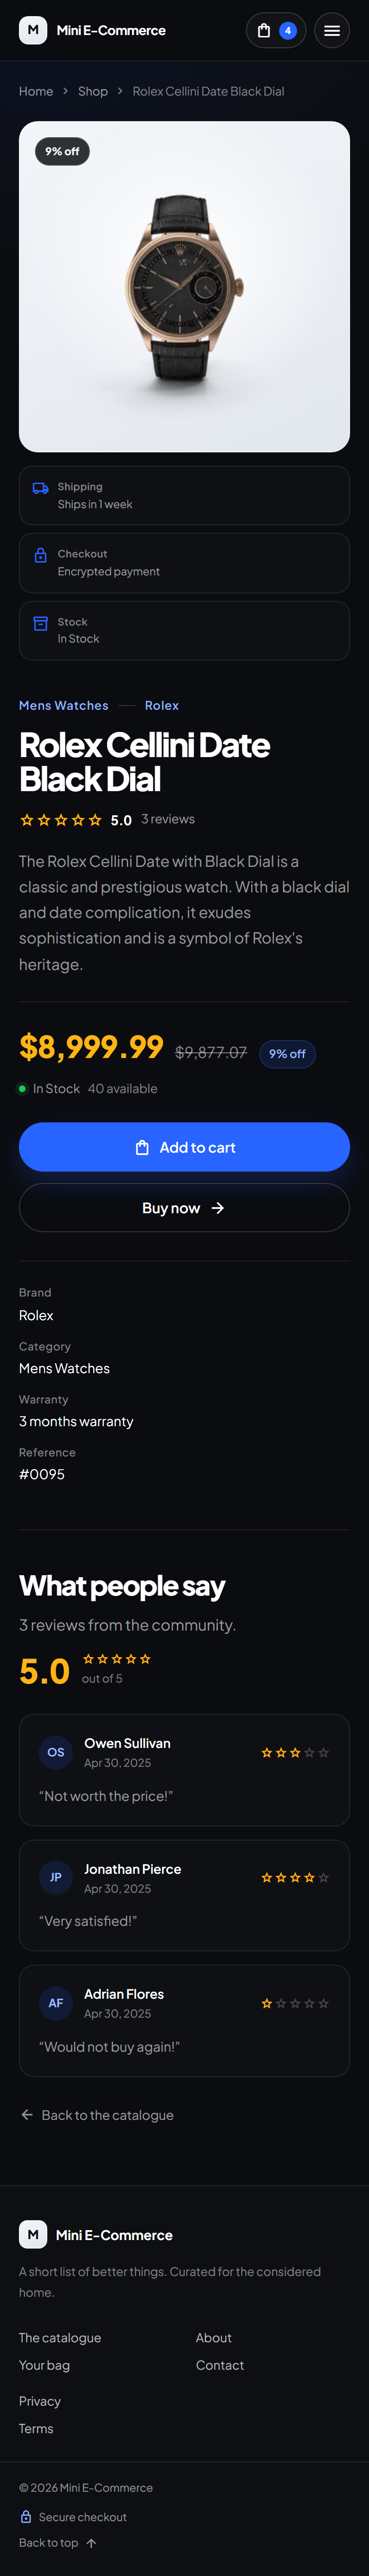 M Mini E-Commerce 4
Home > Shop > Rolex Cellini Date Black Dial
9% off
Shipping
Ships in 1 week
Checkout
Encrypted payment
Stock
In Stock
Mens Watches — Rolex
Rolex Cellini Date
Black Dial
5.0 3 reviews
The Rolex Cellini Date with Black Dial is a
classic and prestigious watch. With a black dial
and date complication, it exudes
sophistication and is a symbol of Rolex's
heritage.
$8,999.99 $9,877.07 9% off
In Stock 40 available
Add to cart
Buy now
Brand
Rolex
Category
Mens Watches
Warranty
3 months warranty
Reference
#0095
What people say
3 reviews from the community.
5.0
out of 5
OS Owen Sullivan
Apr 30, 2025
“Not worth the price!”
JP Jonathan Pierce
Apr 30, 2025
“Very satisfied!”
AF Adrian Flores
Apr 30, 2025
“Would not buy again!”
Back to the catalogue
M Mini E-Commerce
A short list of better things. Curated for the considered
home.
The catalogue About
Your bag Contact
Privacy
Terms
© 2026 Mini E-Commerce
Secure checkout
Back to top